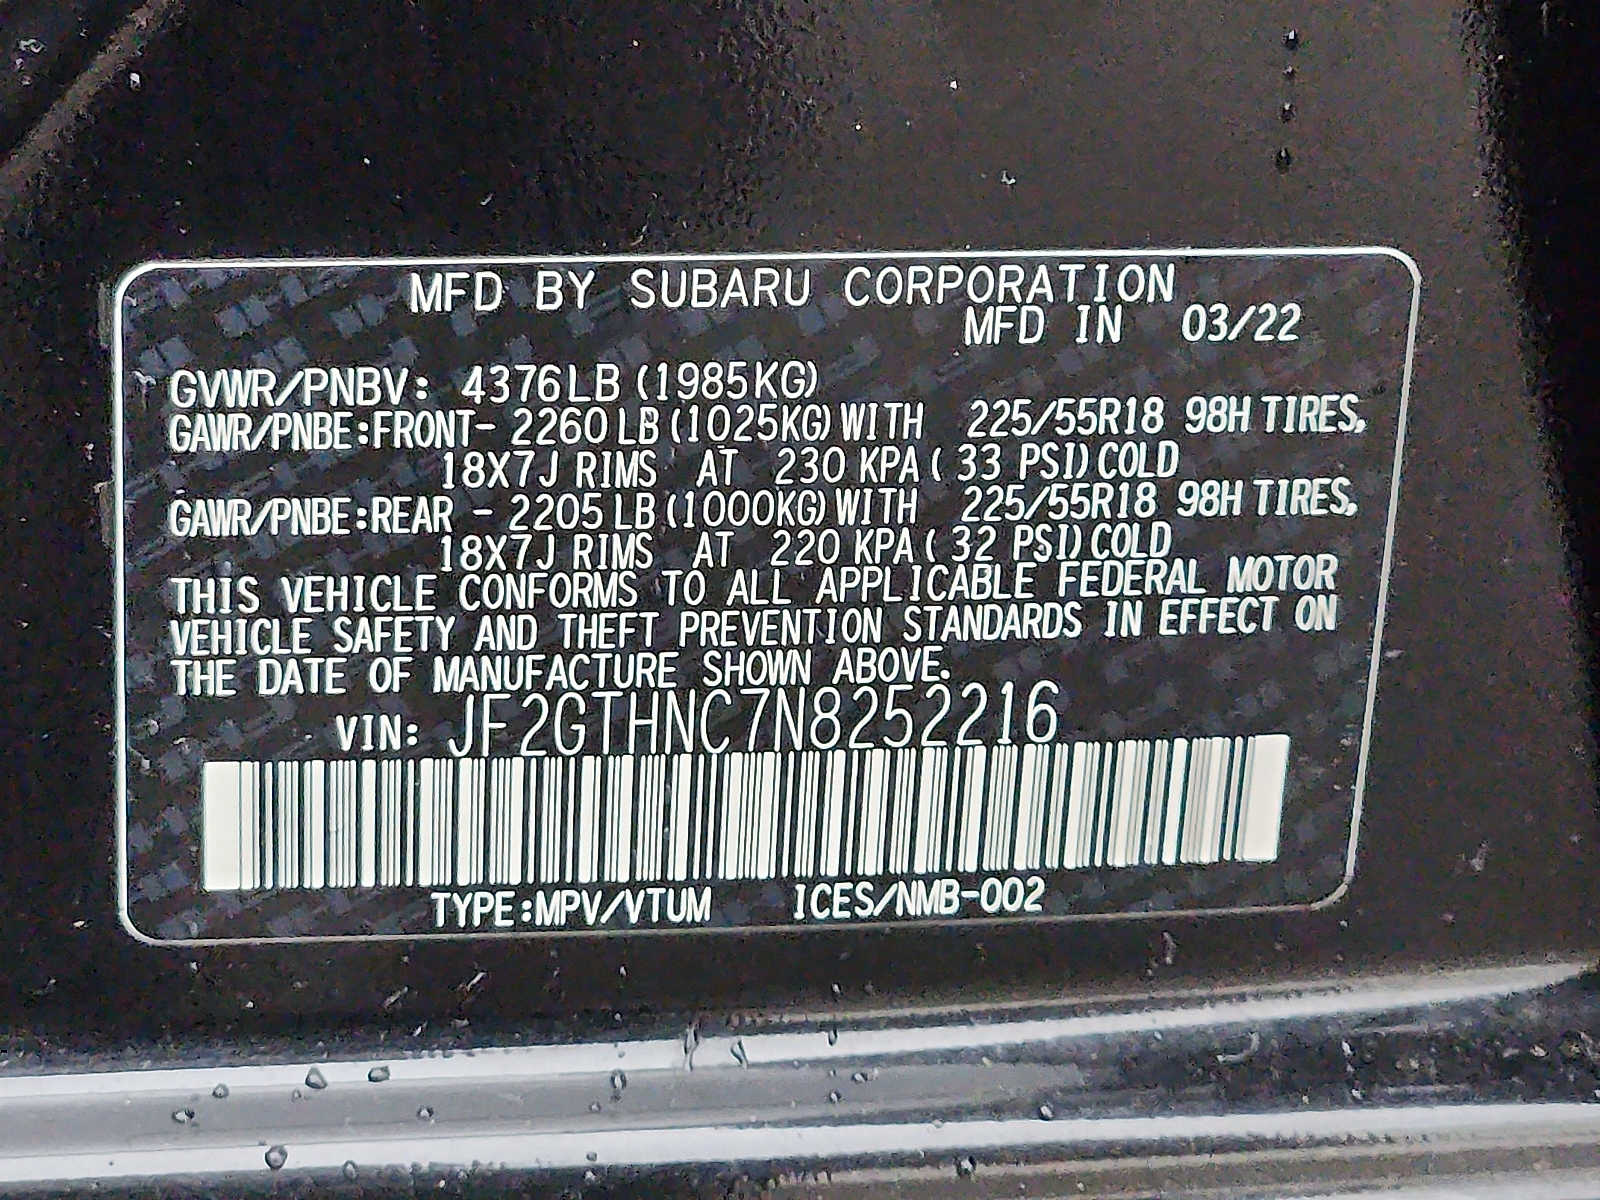 MFD BY SUBARU CORPORATION
MFD IN 03/22
GVWR/PNBV: 4376LB (1985KG)
GAWR/PNBE:FRONT- 2260 LB (1025KG) WITH 225/55R18 98H TIRES,
18X7J RIMS AT 230 KPA ( 33 PSI) COLD
GAWR/PNBE:REAR - 2205 LB (1000KG) WITH 225/55R18 98H TIRES,
18X7J RIMS AT 220 KPA ( 32 PSI) COLD
THIS VEHICLE CONFORMS TO ALL APPLICABLE FEDERAL MOTOR
VEHICLE SAFETY AND THEFT PREVENTION STANDARDS IN EFFECT ON
THE DATE OF MANUFACTURE SHOWN ABOVE.
VIN: JF2GTHNC7N8252216
TYPE:MPV/VTUM ICES/NMB-002